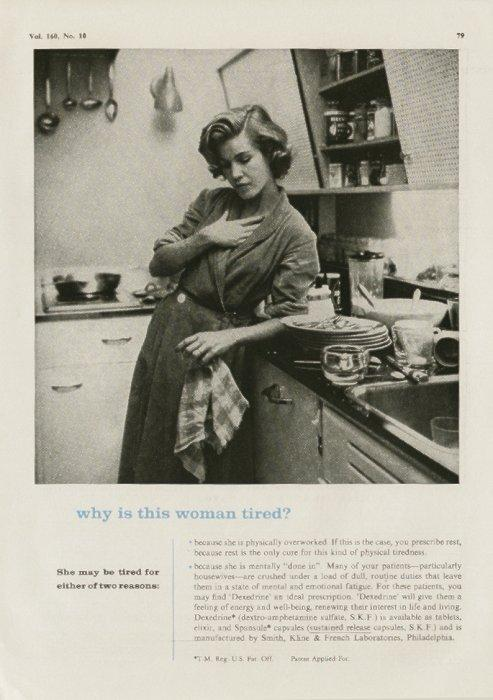 Vol. 160, No. 10
79
why is this woman tired?
She may be tired for
either of two reasons:
• because she is physically overworked. If this is the case, you prescribe rest,
because rest is the only cure for this kind of physical tiredness.
• because she is mentally "done in". Many of your patients—particularly
housewives—are crushed under a load of dull, routine duties that leave
them in a state of mental and emotional fatigue. For these patients, you
may find 'Dexedrine' an ideal prescription. 'Dexedrine' will give them a
feeling of energy and well-being, renewing their interest in life and living.
Dexedrine* (dextro-amphetamine sulfate, S.K.F.) is available as tablets,
elixir, and Spansule* capsules (sustained release capsules, S.K.F.) and is
manufactured by Smith, Kline & French Laboratories, Philadelphia.
*T.M. Reg. U.S. Pat. Off. Patent Applied For.